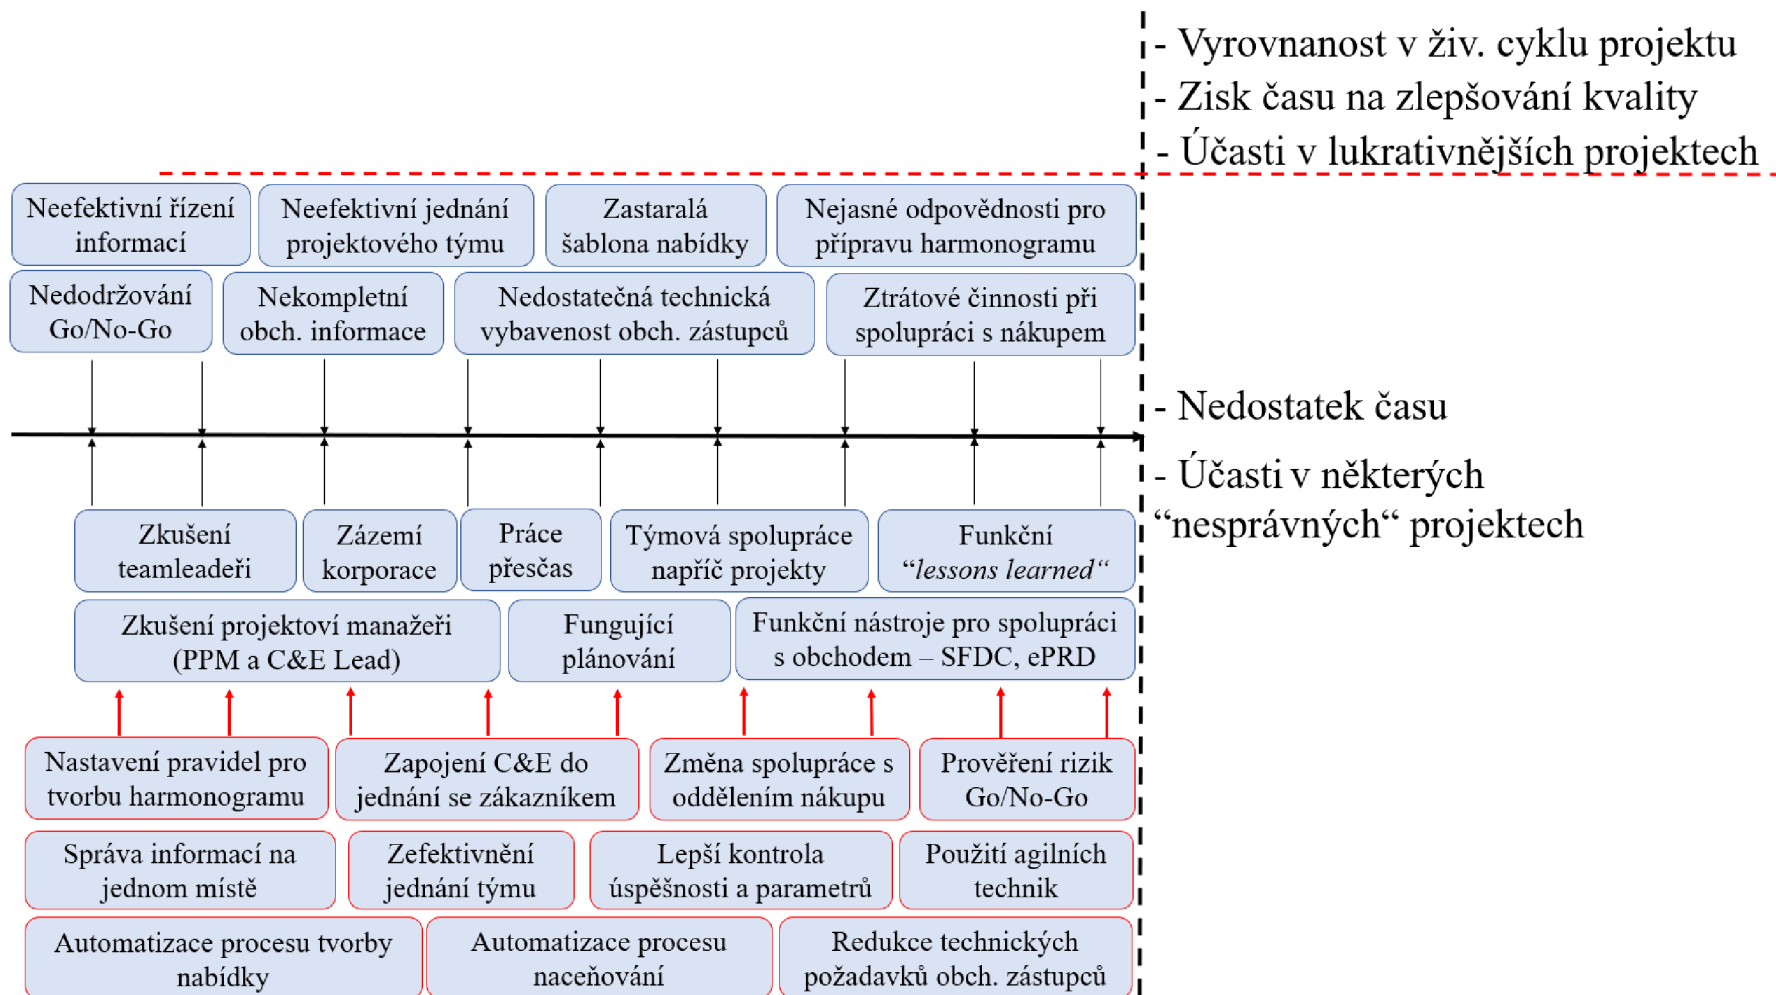 - Vyrovnanost v živ. cyklu projektu
- Zisk času na zlepšování kvality
- Účasti v lukrativnějších projektech
Neefektivní řízení
informací
Neefektivní jednání
projektového týmu
Zastaralá
šablona nabídky
Nejasné odpovědnosti pro
přípravu harmonogramu
Nedodržování
Go/No-Go
Nekompletní
obch. informace
Nedostatečná technická
vybavenost obch. zástupců
Ztrátové činnosti při
spolupráci s nákupem
- Nedostatek času
- Účasti v některých
“nesprávných“ projektech
Zkušení
teamleadeři
Zázemí
korporace
Práce
přesčas
Týmová spolupráce
napříč projekty
Funkční
“lessons learned“
Zkušení projektoví manažeři
(PPM a C&E Lead)
Fungující
plánování
Funkční nástroje pro spolupráci
s obchodem – SFDC, ePRD
Nastavení pravidel pro
tvorbu harmonogramu
Zapojení C&E do
jednání se zákazníkem
Změna spolupráce s
oddělením nákupu
Prověření rizik
Go/No-Go
Správa informací na
jednom místě
Zefektivnění
jednání týmu
Lepší kontrola
úspěšnosti a parametrů
Použití agilních
technik
Automatizace procesu tvorby
nabídky
Automatizace procesu
naceňování
Redukce technických
požadavků obch. zástupců